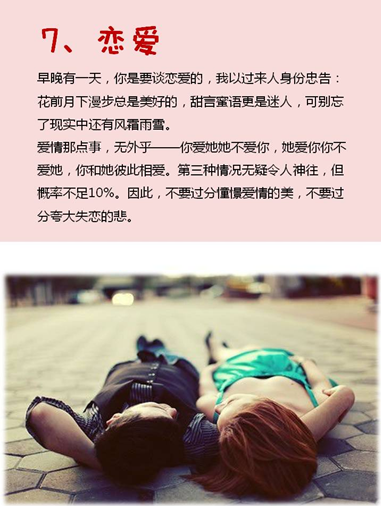 7、恋爱
早晚有一天，你是要谈恋爱的，我以过来人身份忠告：
花前月下漫步总是美好的，甜言蜜语更是迷人，可别忘
了现实中还有风霜雨雪。
爱情那点事，无外乎——你爱她她不爱你，她爱你你不
爱她，你和她彼此相爱。第三种情况无疑令人神往，但
概率不足10%。因此，不要过分憧憬爱情的美，不要过
分夸大失恋的悲。